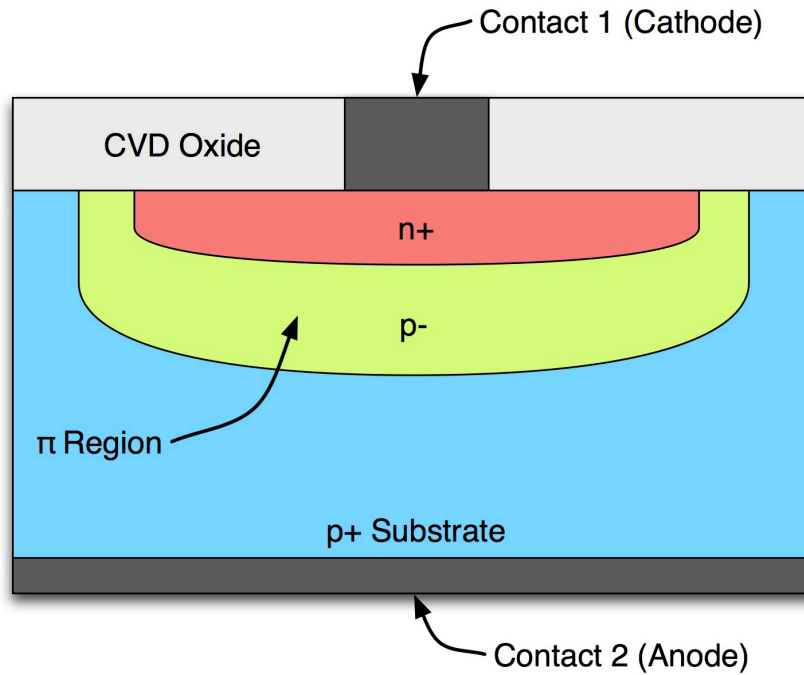 Contact 1 (Cathode)
CVD Oxide
n+
p-
π Region
p+ Substrate
Contact 2 (Anode)